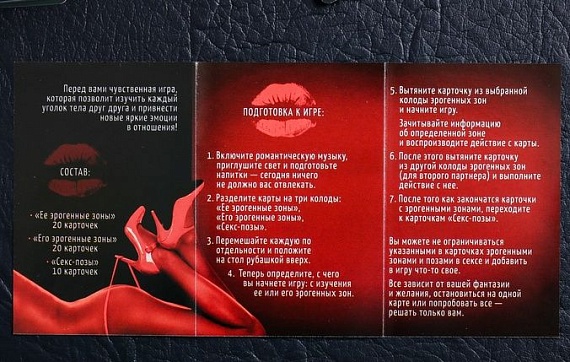 Перед вами чувственная игра,
которая позволит изучить каждый
уголок тела друг друга и привнести
новые яркие эмоции
в отношения!
СОСТАВ:
· «Ее эрогенные зоны»
20 карточек
· «Его эрогенные зоны»
20 карточек
· «Секс-позы»
10 карточек
ПОДГОТОВКА К ИГРЕ:
1. Включите романтическую музыку,
приглушите свет и подготовьте
напитки — сегодня ничего
не должно вас отвлекать.
2. Разделите карты на три колоды:
«Ее эрогенные зоны»,
«Его эрогенные зоны»,
«Секс-позы».
3. Перемешайте каждую по
отдельности и положите
на стол рубашкой вверх.
4. Теперь определите, с чего
вы начнете игру: с изучения
ее или его эрогенных зон.
5. Вытяните карточку из выбранной
колоды эрогенных зон
и начните игру.
Зачитывайте информацию
об определенной зоне
и воспроизводите действие с карты.
6. После этого вытяните карточку
из другой колоды эрогенных зон
(для второго партнера) и выполните
действие с нее.
7. После того как закончатся карточки
с эрогенными зонами, переходите
к карточкам «Секс-позы».
Вы можете не ограничиваться
указанными в карточках эрогенными
зонами и позами в сексе и добавить
в игру что-то свое.
Все зависит от вашей фантазии
и желания, остановиться на одной
карте или попробовать все —
решать только вам.